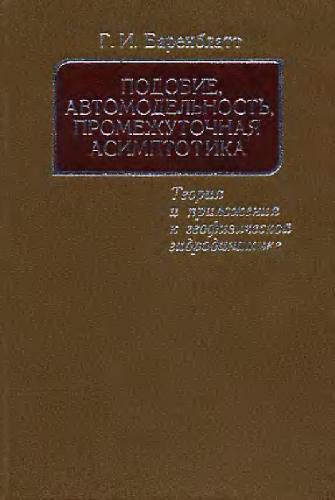 Г. И. Баренблатт
ПОДОБИЕ,
АВТОМОДЕЛЬНОСТЬ,
ПРОМЕЖУТОЧНАЯ
АСИМПТОТИКА
Теория
и приложения
к геофизической
гидродинамике